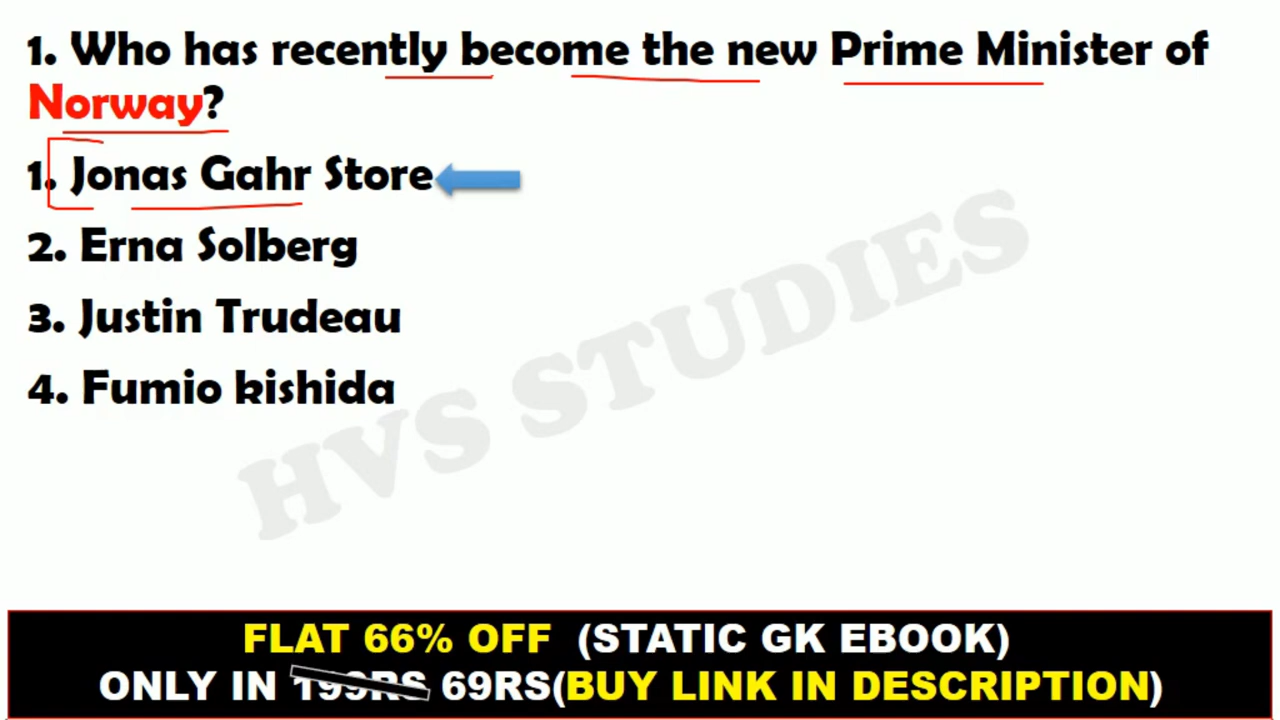 1. Who has recently become the new Prime Minister of
Norway?
1. Jonas Gahr Store
2. Erna Solberg
3. Justin Trudeau
4. Fumio kishida
HVS STUDIES
FLAT 66% OFF (STATIC GK EBOOK)
ONLY IN 199RS 69RS(BUY LINK IN DESCRIPTION)